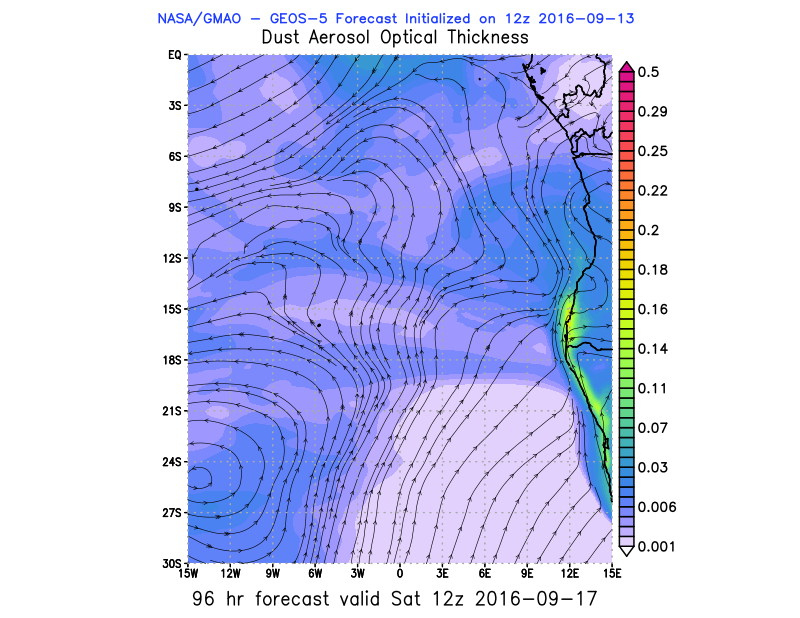 NASA/GMAO - GEOS-5 Forecast Initialized on 12z 2016-09-13
Dust Aerosol Optical Thickness
EQ
3S
6S
9S
12S
15S
18S
21S
24S
27S
30S
15W 12W 9W 6W 3W 0 3E 6E 9E 12E 15E
0.5
0.29
0.25
0.22
0.2
0.18
0.16
0.14
0.11
0.07
0.03
0.006
0.001
96 hr forecast valid Sat 12z 2016-09-17